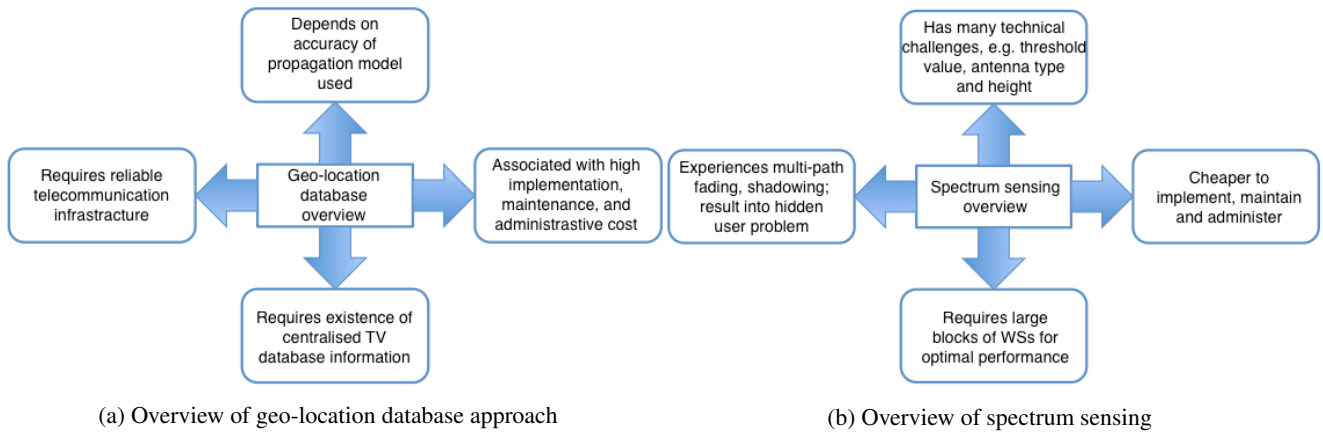 Depends on
accuracy of
propagation model
used
Requires reliable
telecommunication
infrastracture
Geo-location
database
overview
Associated with high
implementation,
maintenance, and
administrastive cost
Requires existence of
centralised TV
database information
(a) Overview of geo-location database approach
Has many technical
challenges, e.g. threshold
value, antenna type
and height
Experiences multi-path
fading, shadowing;
result into hidden
user problem
Spectrum sensing
overview
Cheaper to
implement, maintain
and administer
Requires large
blocks of WSs for
optimal performance
(b) Overview of spectrum sensing